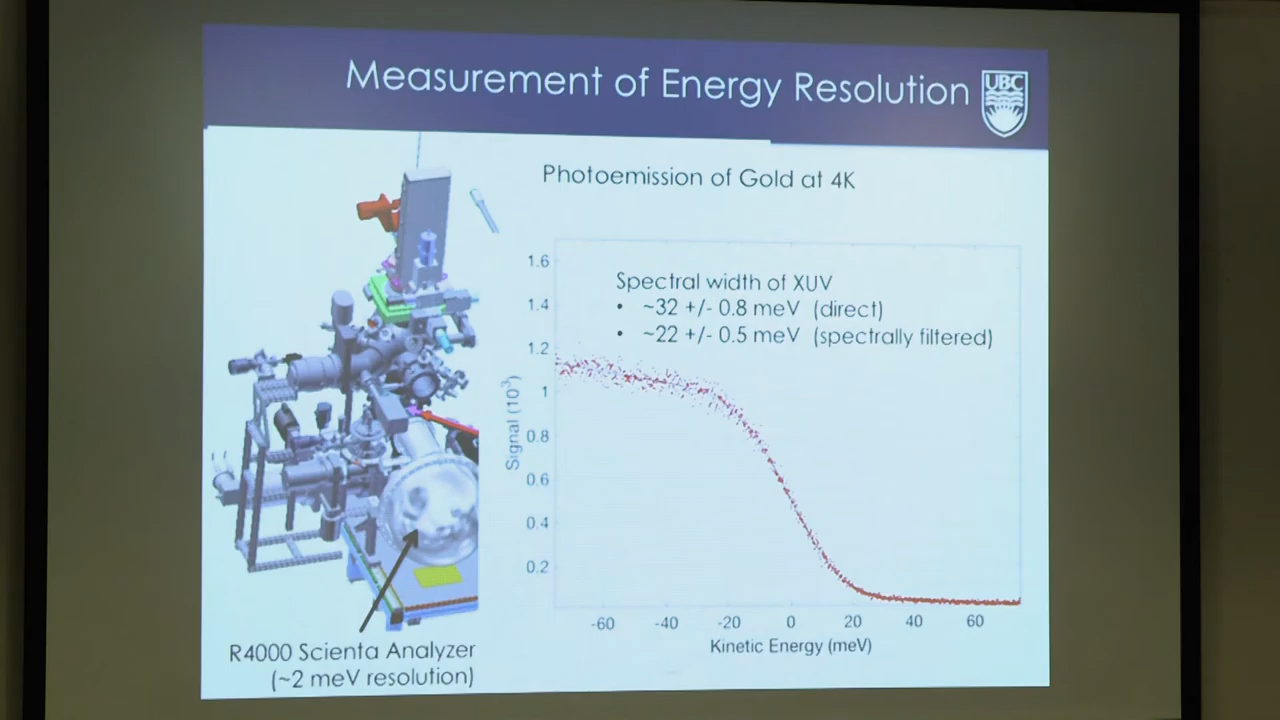 Measurement of Energy Resolution
UBC
Photoemission of Gold at 4K
Spectral width of XUV
• ~32 +/- 0.8 meV (direct)
• ~22 +/- 0.5 meV (spectrally filtered)
1.6
1.4
1.2
1
0.8
0.6
0.4
0.2
Signal (10³)
-60 -40 -20 0 20 40 60
Kinetic Energy (meV)
R4000 Scienta Analyzer
(~2 meV resolution)